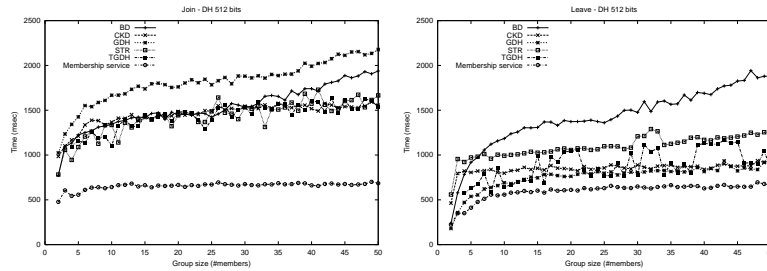 Join - DH 512 bits
2500
2000
1500
1000
500
0
Time (msec)
BD
CKD
GDH
STR
TGDH
Membership service
0 5 10 15 20 25 30 35 40 45 50
Group size (#members)
Leave - DH 512 bits
2500
2000
1500
1000
500
0
Time (msec)
BD
CKD
GDH
STR
TGDH
Membership service
0 5 10 15 20 25 30 35 40 45
Group size (#members)